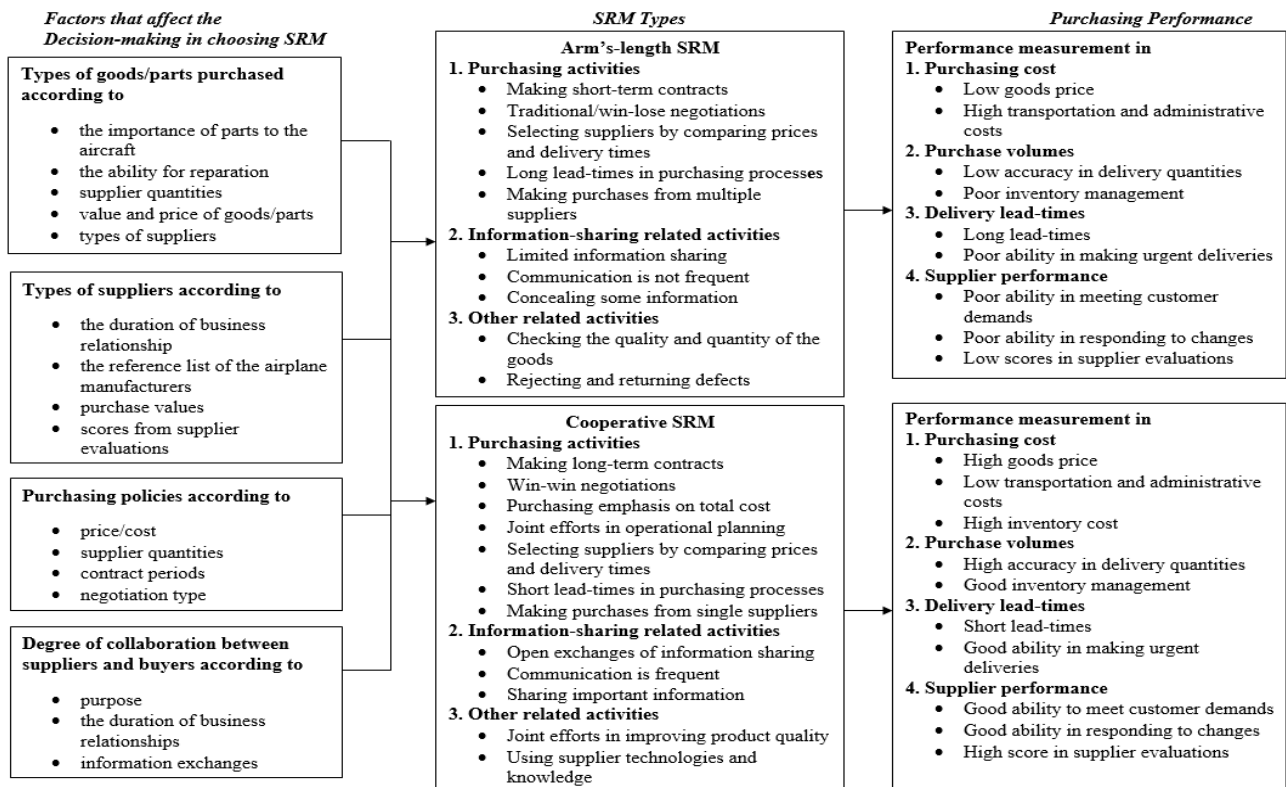 Factors that affect the
Decision-making in choosing SRM
Types of goods/parts purchased
according to
• the importance of parts to the
aircraft
• the ability for reparation
• supplier quantities
• value and price of goods/parts
• types of suppliers
Types of suppliers according to
• the duration of business
relationship
• the reference list of the airplane
manufacturers
• purchase values
• scores from supplier
evaluations
Purchasing policies according to
• price/cost
• supplier quantities
• contract periods
• negotiation type
Degree of collaboration between
suppliers and buyers according to
• purpose
• the duration of business
relationships
• information exchanges
SRM Types
Arm's-length SRM
1. Purchasing activities
• Making short-term contracts
• Traditional/win-lose negotiations
• Selecting suppliers by comparing prices
and delivery times
• Long lead-times in purchasing processes
• Making purchases from multiple
suppliers
2. Information-sharing related activities
• Limited information sharing
• Communication is not frequent
• Concealing some information
3. Other related activities
• Checking the quality and quantity of the
goods
• Rejecting and returning defects
Cooperative SRM
1. Purchasing activities
• Making long-term contracts
• Win-win negotiations
• Purchasing emphasis on total cost
• Joint efforts in operational planning
• Selecting suppliers by comparing prices
and delivery times
• Short lead-times in purchasing processes
• Making purchases from single suppliers
2. Information-sharing related activities
• Open exchanges of information sharing
• Communication is frequent
• Sharing important information
3. Other related activities
• Joint efforts in improving product quality
• Using supplier technologies and
knowledge
Purchasing Performance
Performance measurement in
1. Purchasing cost
• Low goods price
• High transportation and administrative
costs
2. Purchase volumes
• Low accuracy in delivery quantities
• Poor inventory management
3. Delivery lead-times
• Long lead-times
• Poor ability in making urgent deliveries
4. Supplier performance
• Poor ability in meeting customer
demands
• Poor ability in responding to changes
• Low scores in supplier evaluations
Performance measurement in
1. Purchasing cost
• High goods price
• Low transportation and administrative
costs
• High inventory cost
2. Purchase volumes
• High accuracy in delivery quantities
• Good inventory management
3. Delivery lead-times
• Short lead-times
• Good ability in making urgent
deliveries
4. Supplier performance
• Good ability to meet customer demands
• Good ability in responding to changes
• High score in supplier evaluations